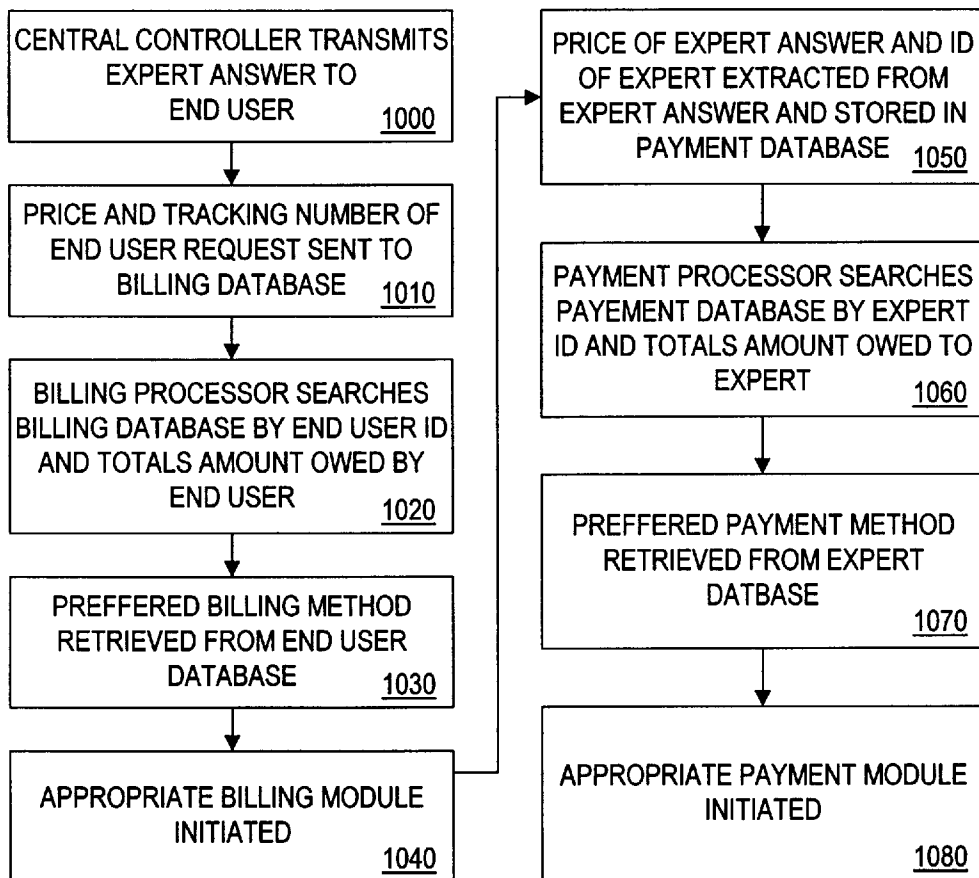 CENTRAL CONTROLLER TRANSMITS
EXPERT ANSWER TO
END USER
1000
PRICE AND TRACKING NUMBER OF
END USER REQUEST SENT TO
BILLING DATABASE
1010
BILLING PROCESSOR SEARCHES
BILLING DATABASE BY END USER ID
AND TOTALS AMOUNT OWED BY
END USER
1020
PREFFERED BILLING METHOD
RETRIEVED FROM END USER
DATABASE
1030
APPROPRIATE BILLING MODULE
INITIATED
1040
PRICE OF EXPERT ANSWER AND ID
OF EXPERT EXTRACTED FROM
EXPERT ANSWER AND STORED IN
PAYMENT DATABASE
1050
PAYMENT PROCESSOR SEARCHES
PAYEMENT DATABASE BY EXPERT
ID AND TOTALS AMOUNT OWED TO
EXPERT
1060
PREFFERED PAYMENT METHOD
RETRIEVED FROM EXPERT
DATBASE
1070
APPROPRIATE PAYMENT MODULE
INITIATED
1080